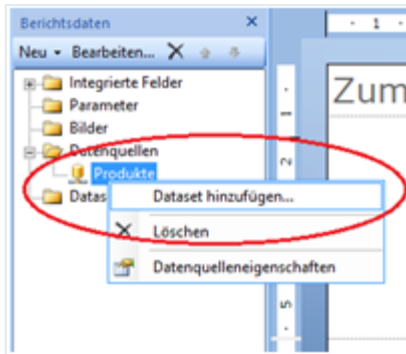 Berichtsdaten
Neu Bearbeiten...
Integrierte Felder
Parameter
Bilder
Datenquellen
Produkte
Datas
Dataset hinzufügen...
Löschen
Datenquelleneigenschaften
1
Zum
1
2
5